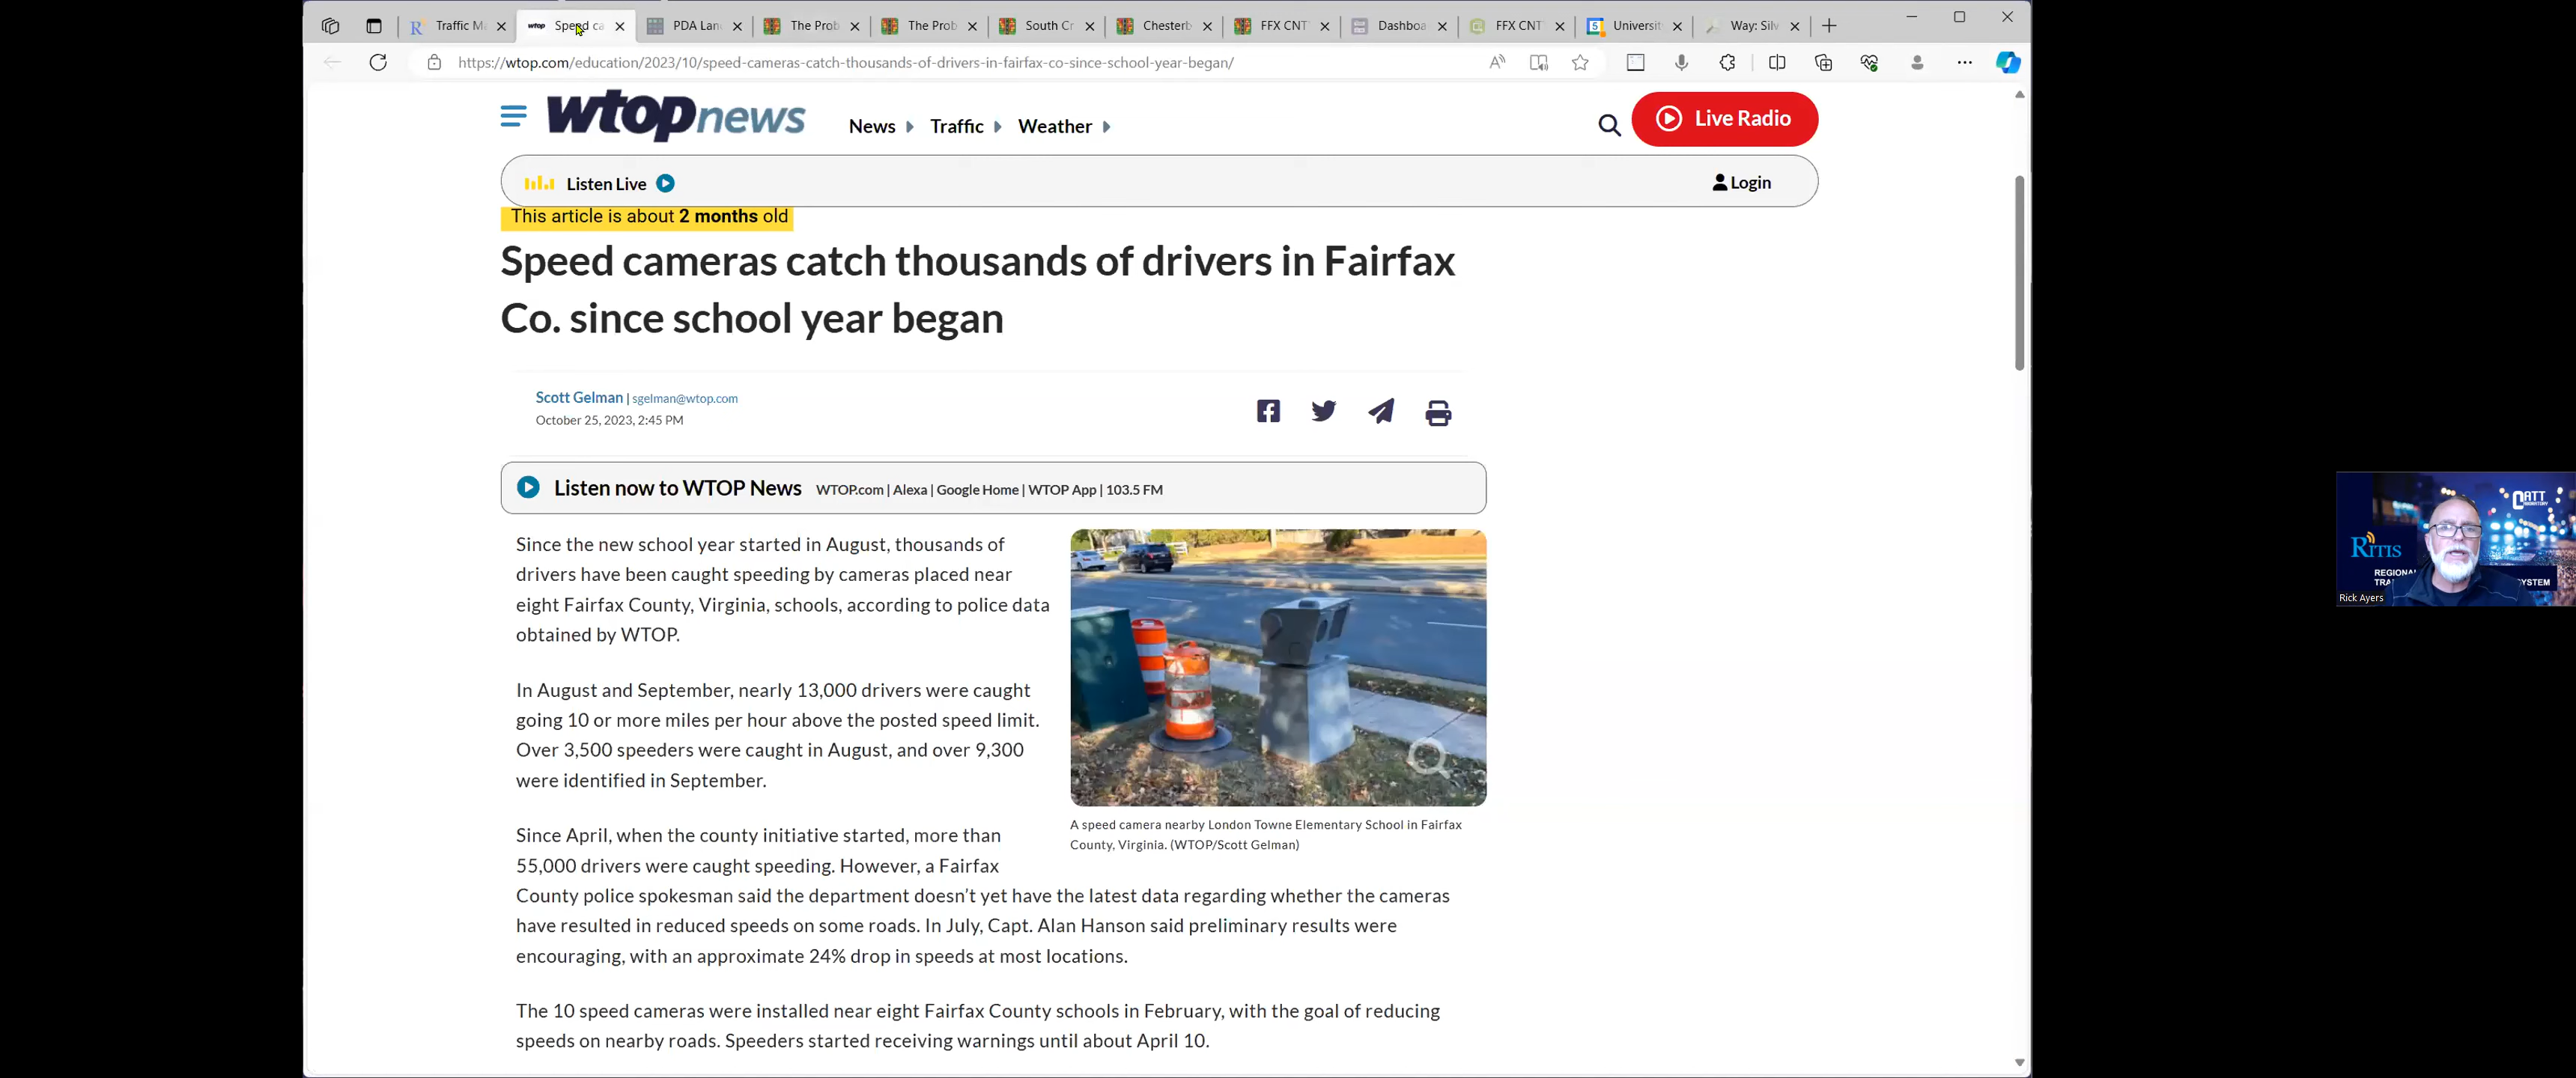 Traffic Ma
wtop Speed ca
PDA Lan
The Prob
The Prob
South Cr
Chesterb
FFX CNT
Dashboa
FFX CNT
Universit
Way: Silv
https://wtop.com/education/2023/10/speed-cameras-catch-thousands-of-drivers-in-fairfax-co-since-school-year-began/
wtopnews
News Traffic Weather
Live Radio
Listen Live
Login
This article is about 2 months old
Speed cameras catch thousands of drivers in Fairfax
Co. since school year began
Scott Gelman | sgelman@wtop.com
October 25, 2023, 2:45 PM
Listen now to WTOP News WTOP.com | Alexa | Google Home | WTOP App | 103.5 FM
Since the new school year started in August, thousands of
drivers have been caught speeding by cameras placed near
eight Fairfax County, Virginia, schools, according to police data
obtained by WTOP.
In August and September, nearly 13,000 drivers were caught
going 10 or more miles per hour above the posted speed limit.
Over 3,500 speeders were caught in August, and over 9,300
were identified in September.
A speed camera nearby London Towne Elementary School in Fairfax
County, Virginia. (WTOP/Scott Gelman)
Since April, when the county initiative started, more than
55,000 drivers were caught speeding. However, a Fairfax
County police spokesman said the department doesn't yet have the latest data regarding whether the cameras
have resulted in reduced speeds on some roads. In July, Capt. Alan Hanson said preliminary results were
encouraging, with an approximate 24% drop in speeds at most locations.
The 10 speed cameras were installed near eight Fairfax County schools in February, with the goal of reducing
speeds on nearby roads. Speeders started receiving warnings until about April 10.
CATT
RITIS
REGIONAL
TRA YSTEM
Rick Ayers